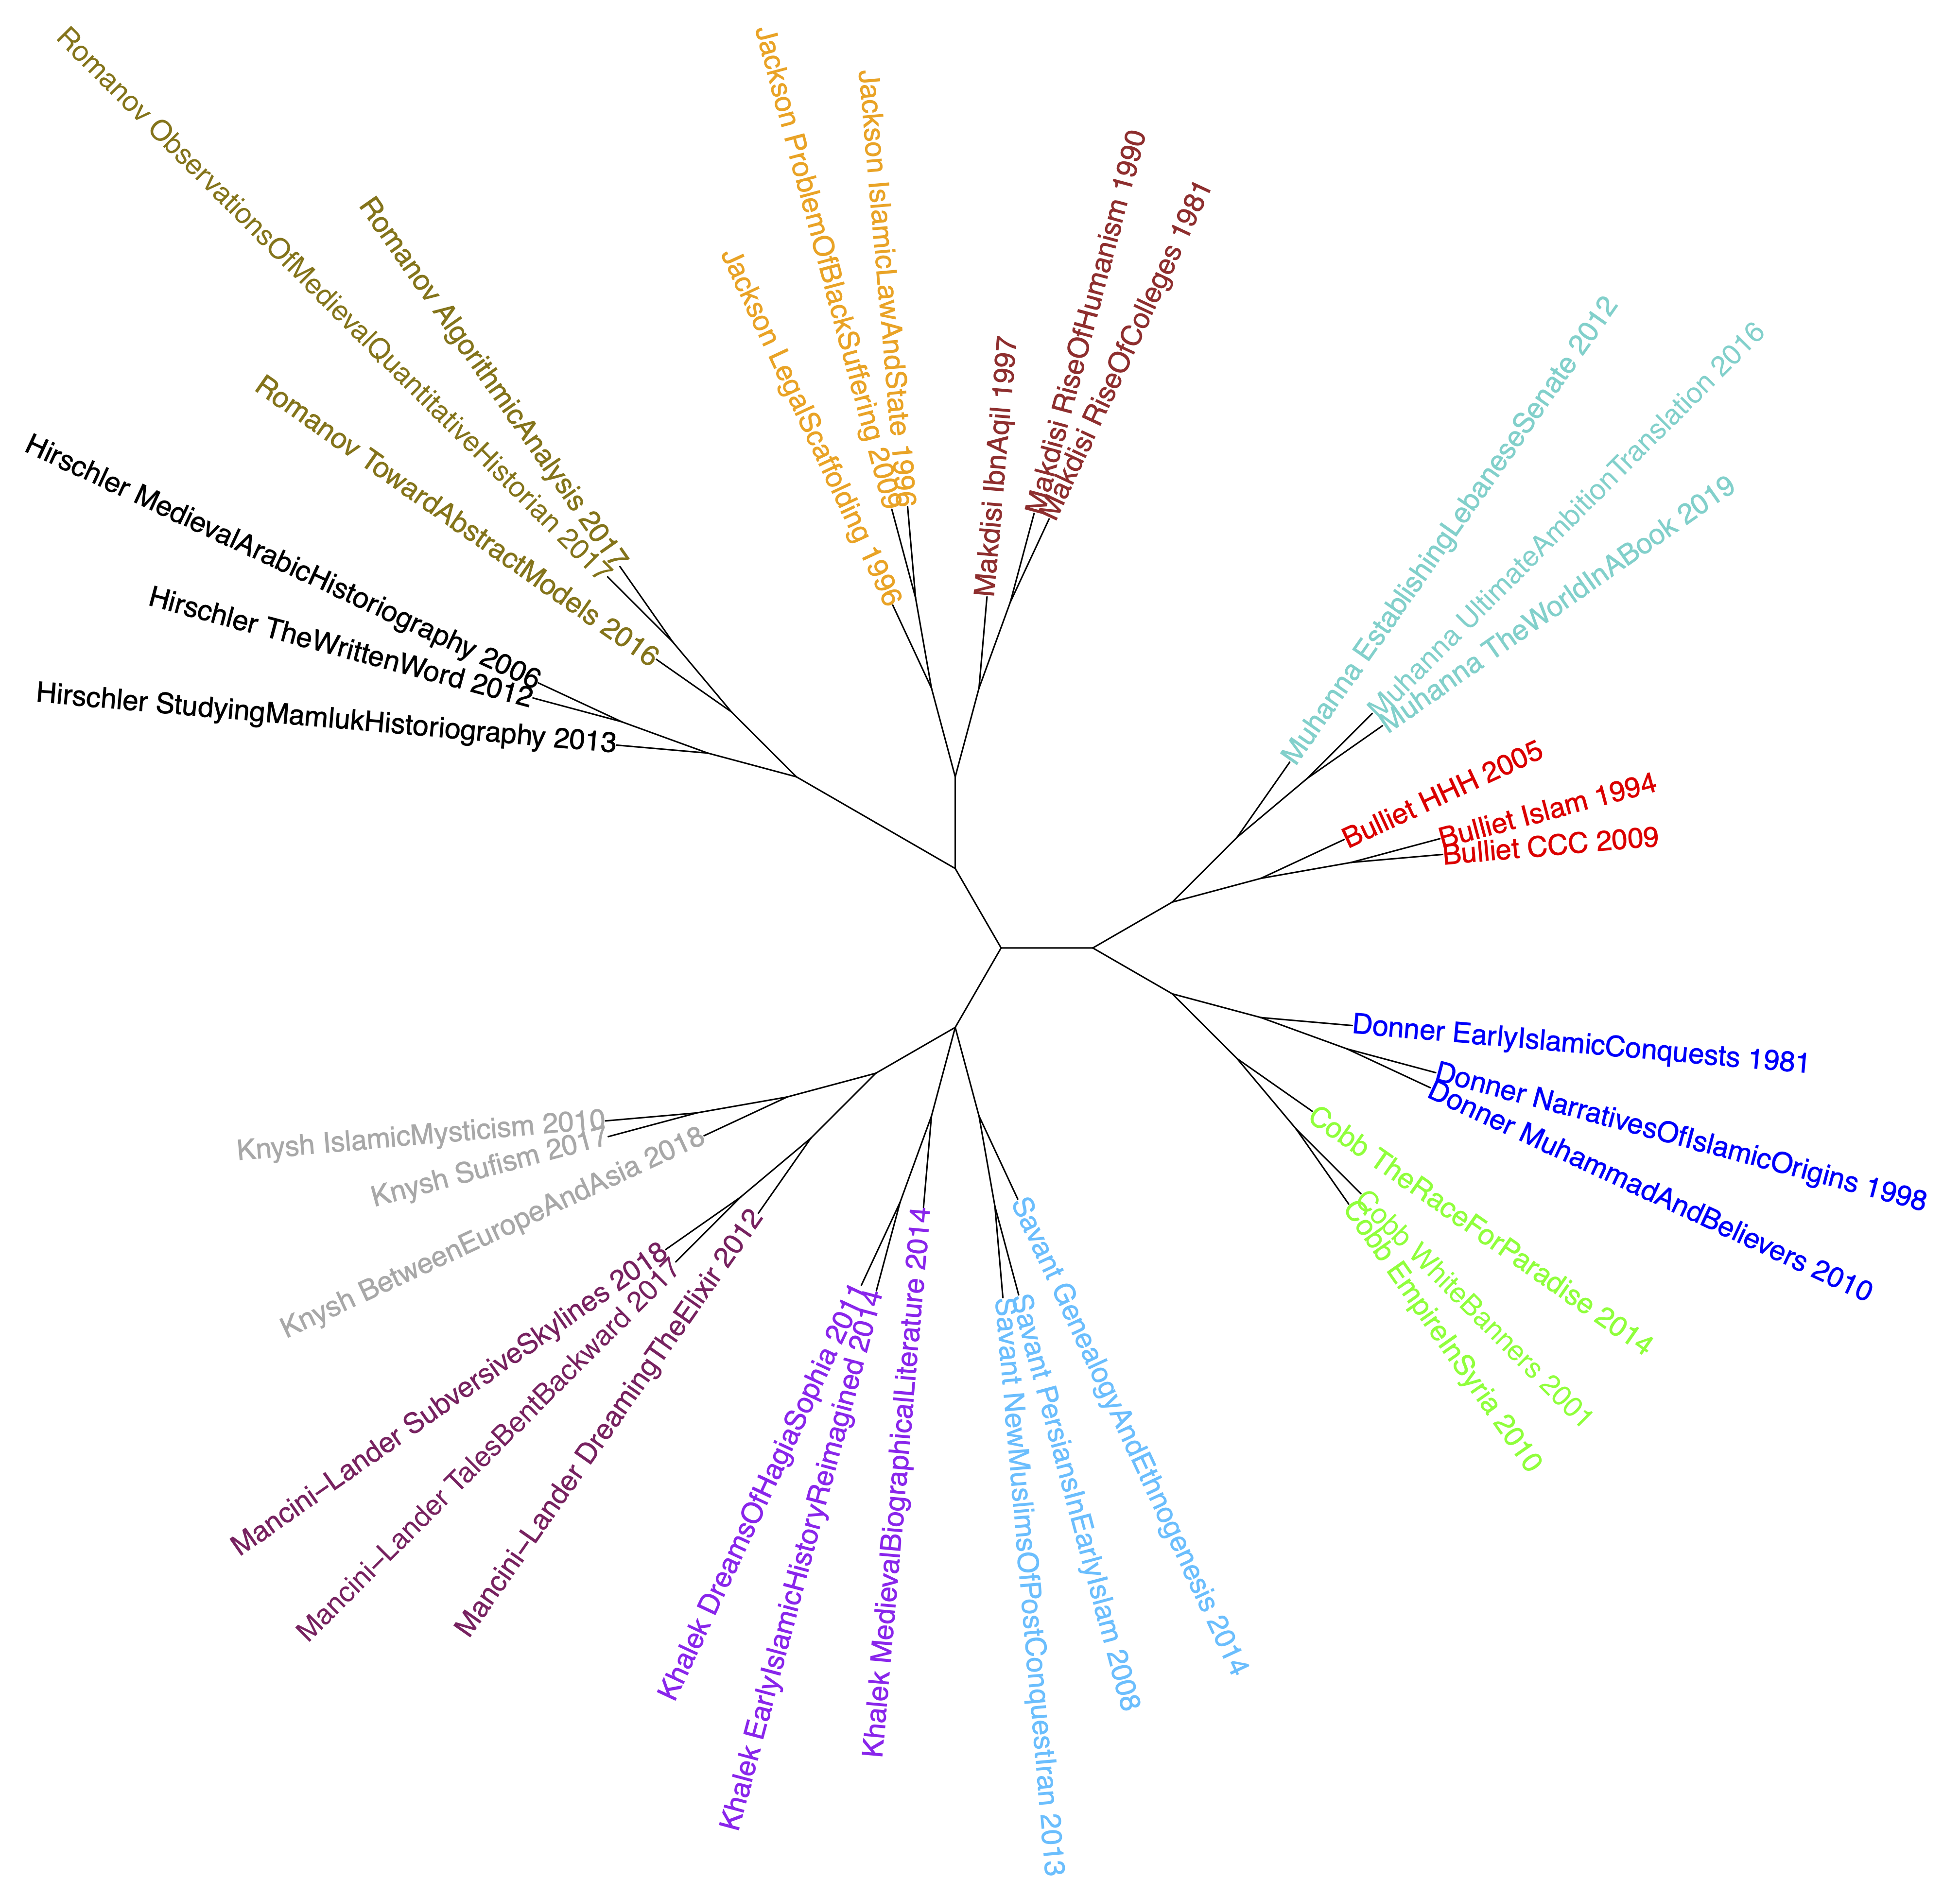 Romanov ObservationsOfMedievalQuantitativeHistorian 2017
Romanov AlgorithmicAnalysis 2017
Romanov TowardAbstractModels 2016
Hirschler MedievalArabicHistoriography 2006
Hirschler TheWrittenWord 2012
Hirschler StudyingMamlukHistoriography 2013
Jackson ProblemOfBlackSuffering 2009
Jackson IslamicLawAndState 1996
Jackson LegalScaffolding 1996
Makdisi IbnAqil 1997
Makdisi RiseOfHumanism 1990
Makdisi RiseOfColleges 1981
Muhanna EstablishingLebaneseSenate 2012
Muhanna UltimateAmbitionTranslation 2016
Muhanna TheWorldInABook 2019
Bulliet HHH 2005
Bulliet Islam 1994
Bulliet CCC 2009
Donner EarlyIslamicConquests 1981
Donner NarrativesOfIslamicOrigins 1998
Donner MuhammadAndBelievers 2010
Cobb TheRaceForParadise 2014
Cobb WhiteBanners 2001
Cobb EmpireInSyria 2010
Savant GenealogyAndEthnogenesis 2014
Savant PersiansInEarlyIslam 2008
Savant NewMuslimsOfPostConquestIran 2013
Khalek MedievalBiographicalLiterature 2014
Khalek EarlyIslamicHistoryReimagined 2014
Khalek DreamsOfHagiaSophia 2011
Mancini–Lander DreamingTheElixir 2012
Mancini–Lander TalesBentBackward 2017
Mancini–Lander SubversiveSkylines 2018
Knysh BetweenEuropeAndAsia 2018
Knysh Sufism 2017
Knysh IslamicMysticism 2010